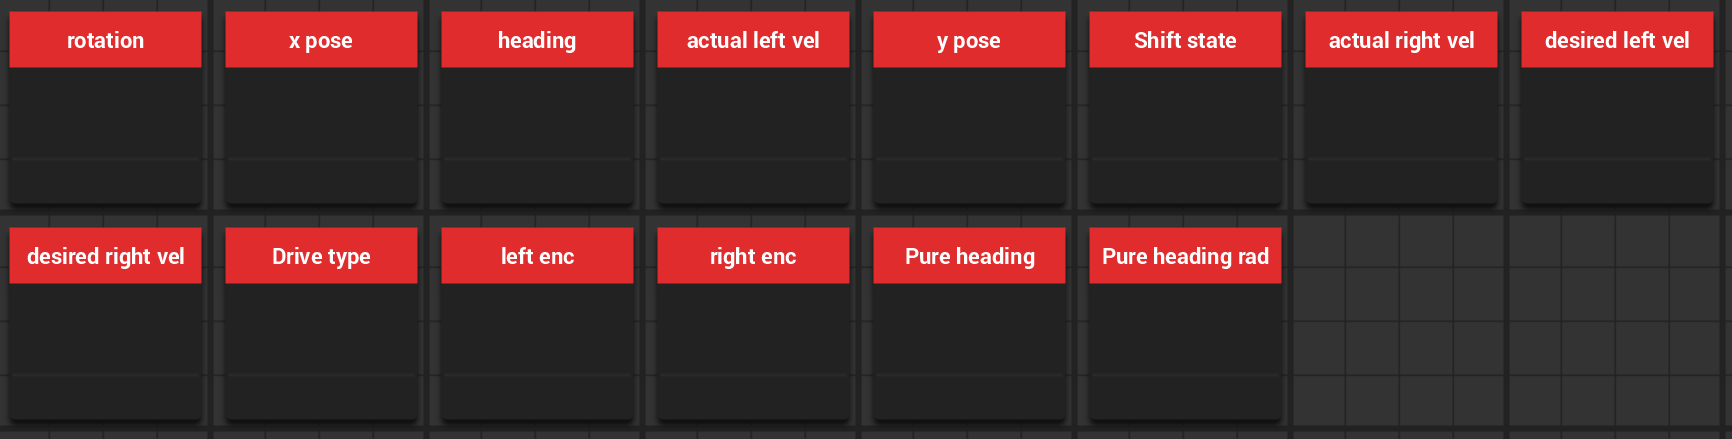 rotation
x pose
heading
actual left vel
y pose
Shift state
actual right vel
desired left vel
desired right vel
Drive type
left enc
right enc
Pure heading
Pure heading rad